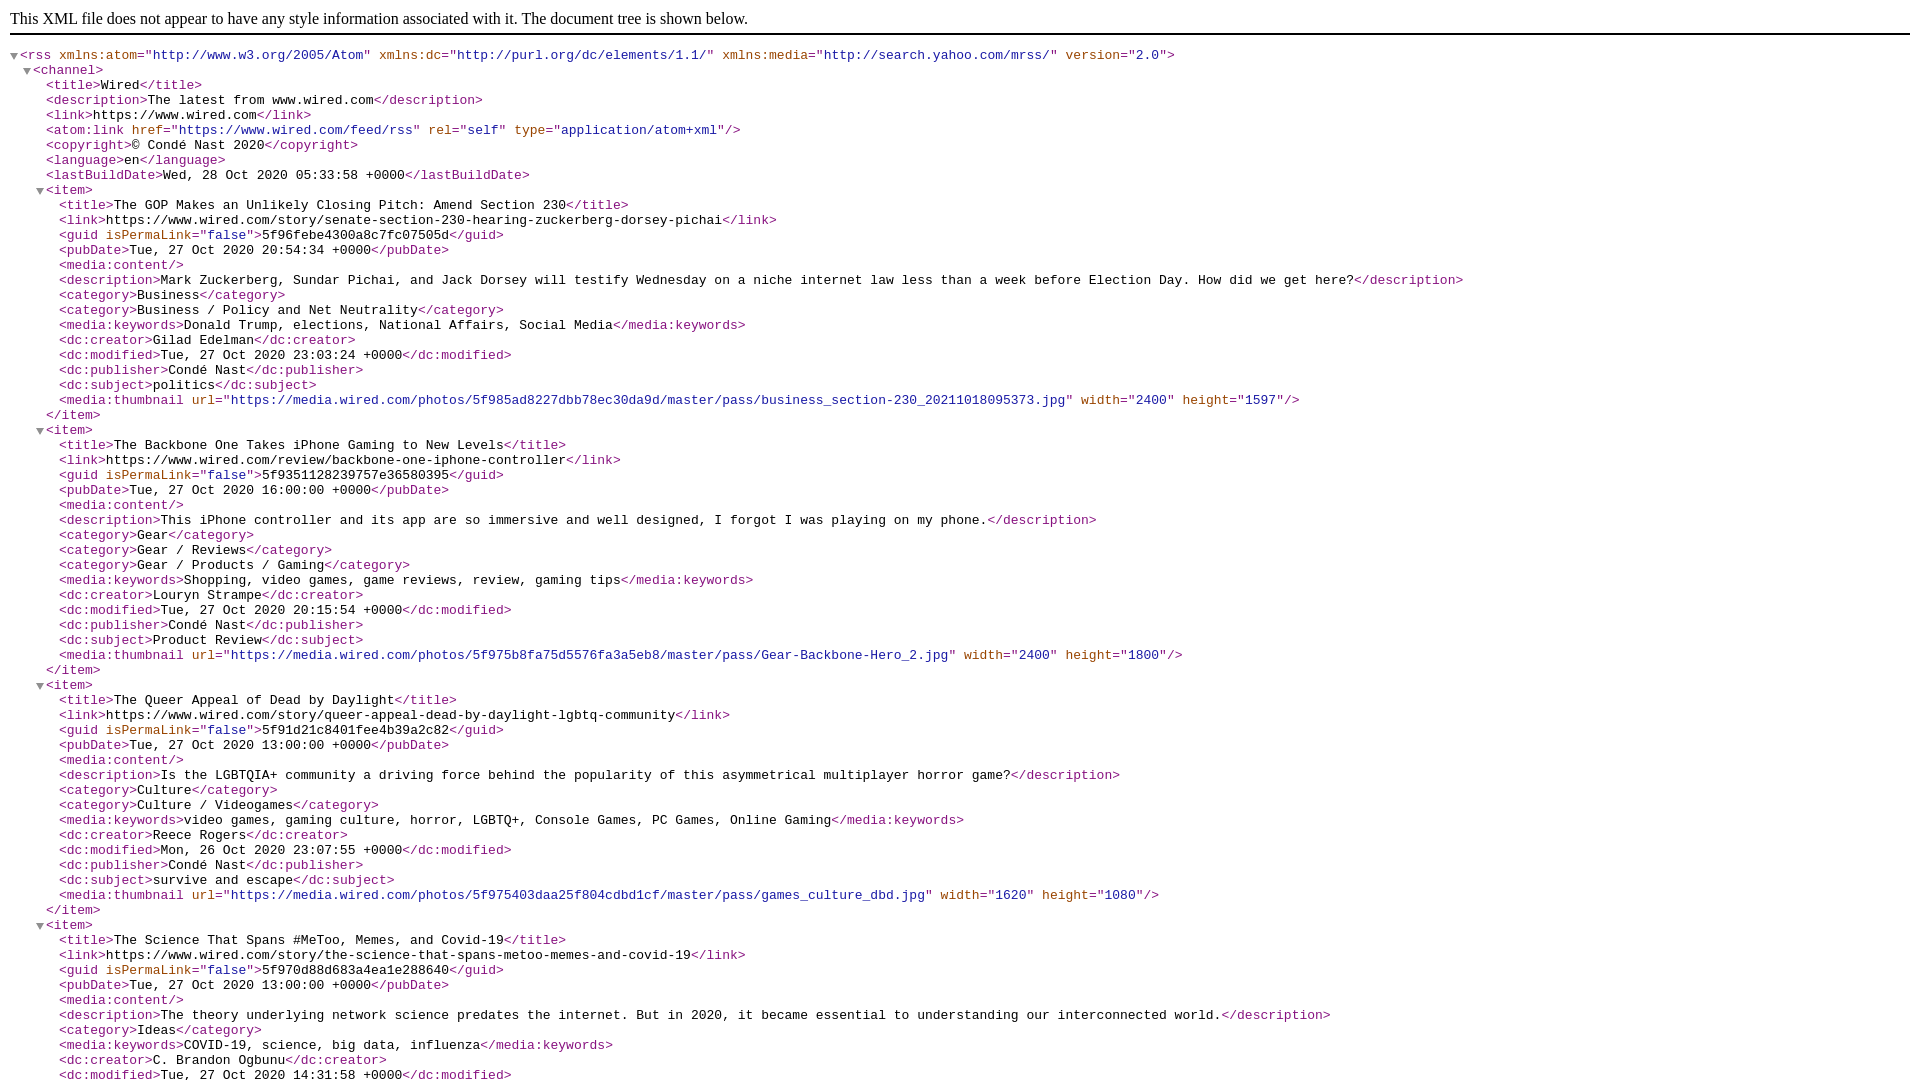 This XML file does not appear to have any style information associated with it. The document tree is shown below.
<rss xmlns:atom="http://www.w3.org/2005/Atom" xmlns:dc="http://purl.org/dc/elements/1.1/" xmlns:media="http://search.yahoo.com/mrss/" version="2.0">
<channel>
<title>Wired</title>
<description>The latest from www.wired.com</description>
<link>https://www.wired.com</link>
<atom:link href="https://www.wired.com/feed/rss" rel="self" type="application/atom+xml"/>
<copyright>© Condé Nast 2020</copyright>
<language>en</language>
<lastBuildDate>Wed, 28 Oct 2020 05:33:58 +0000</lastBuildDate>
<item>
<title>The GOP Makes an Unlikely Closing Pitch: Amend Section 230</title>
<link>https://www.wired.com/story/senate-section-230-hearing-zuckerberg-dorsey-pichai</link>
<guid isPermaLink="false">5f96febe4300a8c7fc07505d</guid>
<pubDate>Tue, 27 Oct 2020 20:54:34 +0000</pubDate>
<media:content/>
<description>Mark Zuckerberg, Sundar Pichai, and Jack Dorsey will testify Wednesday on a niche internet law less than a week before Election Day. How did we get here?</description>
<category>Business</category>
<category>Business / Policy and Net Neutrality</category>
<media:keywords>Donald Trump, elections, National Affairs, Social Media</media:keywords>
<dc:creator>Gilad Edelman</dc:creator>
<dc:modified>Tue, 27 Oct 2020 23:03:24 +0000</dc:modified>
<dc:publisher>Condé Nast</dc:publisher>
<dc:subject>politics</dc:subject>
<media:thumbnail url="https://media.wired.com/photos/5f985ad8227dbb78ec30da9d/master/pass/business_section-230_20211018095373.jpg" width="2400" height="1597"/>
</item>
<item>
<title>The Backbone One Takes iPhone Gaming to New Levels</title>
<link>https://www.wired.com/review/backbone-one-iphone-controller</link>
<guid isPermaLink="false">5f9351128239757e36580395</guid>
<pubDate>Tue, 27 Oct 2020 16:00:00 +0000</pubDate>
<media:content/>
<description>This iPhone controller and its app are so immersive and well designed, I forgot I was playing on my phone.</description>
<category>Gear</category>
<category>Gear / Reviews</category>
<category>Gear / Products / Gaming</category>
<media:keywords>Shopping, video games, game reviews, review, gaming tips</media:keywords>
<dc:creator>Louryn Strampe</dc:creator>
<dc:modified>Tue, 27 Oct 2020 20:15:54 +0000</dc:modified>
<dc:publisher>Condé Nast</dc:publisher>
<dc:subject>Product Review</dc:subject>
<media:thumbnail url="https://media.wired.com/photos/5f975b8fa75d5576fa3a5eb8/master/pass/Gear-Backbone-Hero_2.jpg" width="2400" height="1800"/>
</item>
<item>
<title>The Queer Appeal of Dead by Daylight</title>
<link>https://www.wired.com/story/queer-appeal-dead-by-daylight-lgbtq-community</link>
<guid isPermaLink="false">5f91d21c8401fee4b39a2c82</guid>
<pubDate>Tue, 27 Oct 2020 13:00:00 +0000</pubDate>
<media:content/>
<description>Is the LGBTQIA+ community a driving force behind the popularity of this asymmetrical multiplayer horror game?</description>
<category>Culture</category>
<category>Culture / Videogames</category>
<media:keywords>video games, gaming culture, horror, LGBTQ+, Console Games, PC Games, Online Gaming</media:keywords>
<dc:creator>Reece Rogers</dc:creator>
<dc:modified>Mon, 26 Oct 2020 23:07:55 +0000</dc:modified>
<dc:publisher>Condé Nast</dc:publisher>
<dc:subject>survive and escape</dc:subject>
<media:thumbnail url="https://media.wired.com/photos/5f975403daa25f804cdbd1cf/master/pass/games_culture_dbd.jpg" width="1620" height="1080"/>
</item>
<item>
<title>The Science That Spans #MeToo, Memes, and Covid-19</title>
<link>https://www.wired.com/story/the-science-that-spans-metoo-memes-and-covid-19</link>
<guid isPermaLink="false">5f970d88d683a4ea1e288640</guid>
<pubDate>Tue, 27 Oct 2020 13:00:00 +0000</pubDate>
<media:content/>
<description>The theory underlying network science predates the internet. But in 2020, it became essential to understanding our interconnected world.</description>
<category>Ideas</category>
<media:keywords>COVID-19, science, big data, influenza</media:keywords>
<dc:creator>C. Brandon Ogbunu</dc:creator>
<dc:modified>Tue, 27 Oct 2020 14:31:58 +0000</dc:modified>